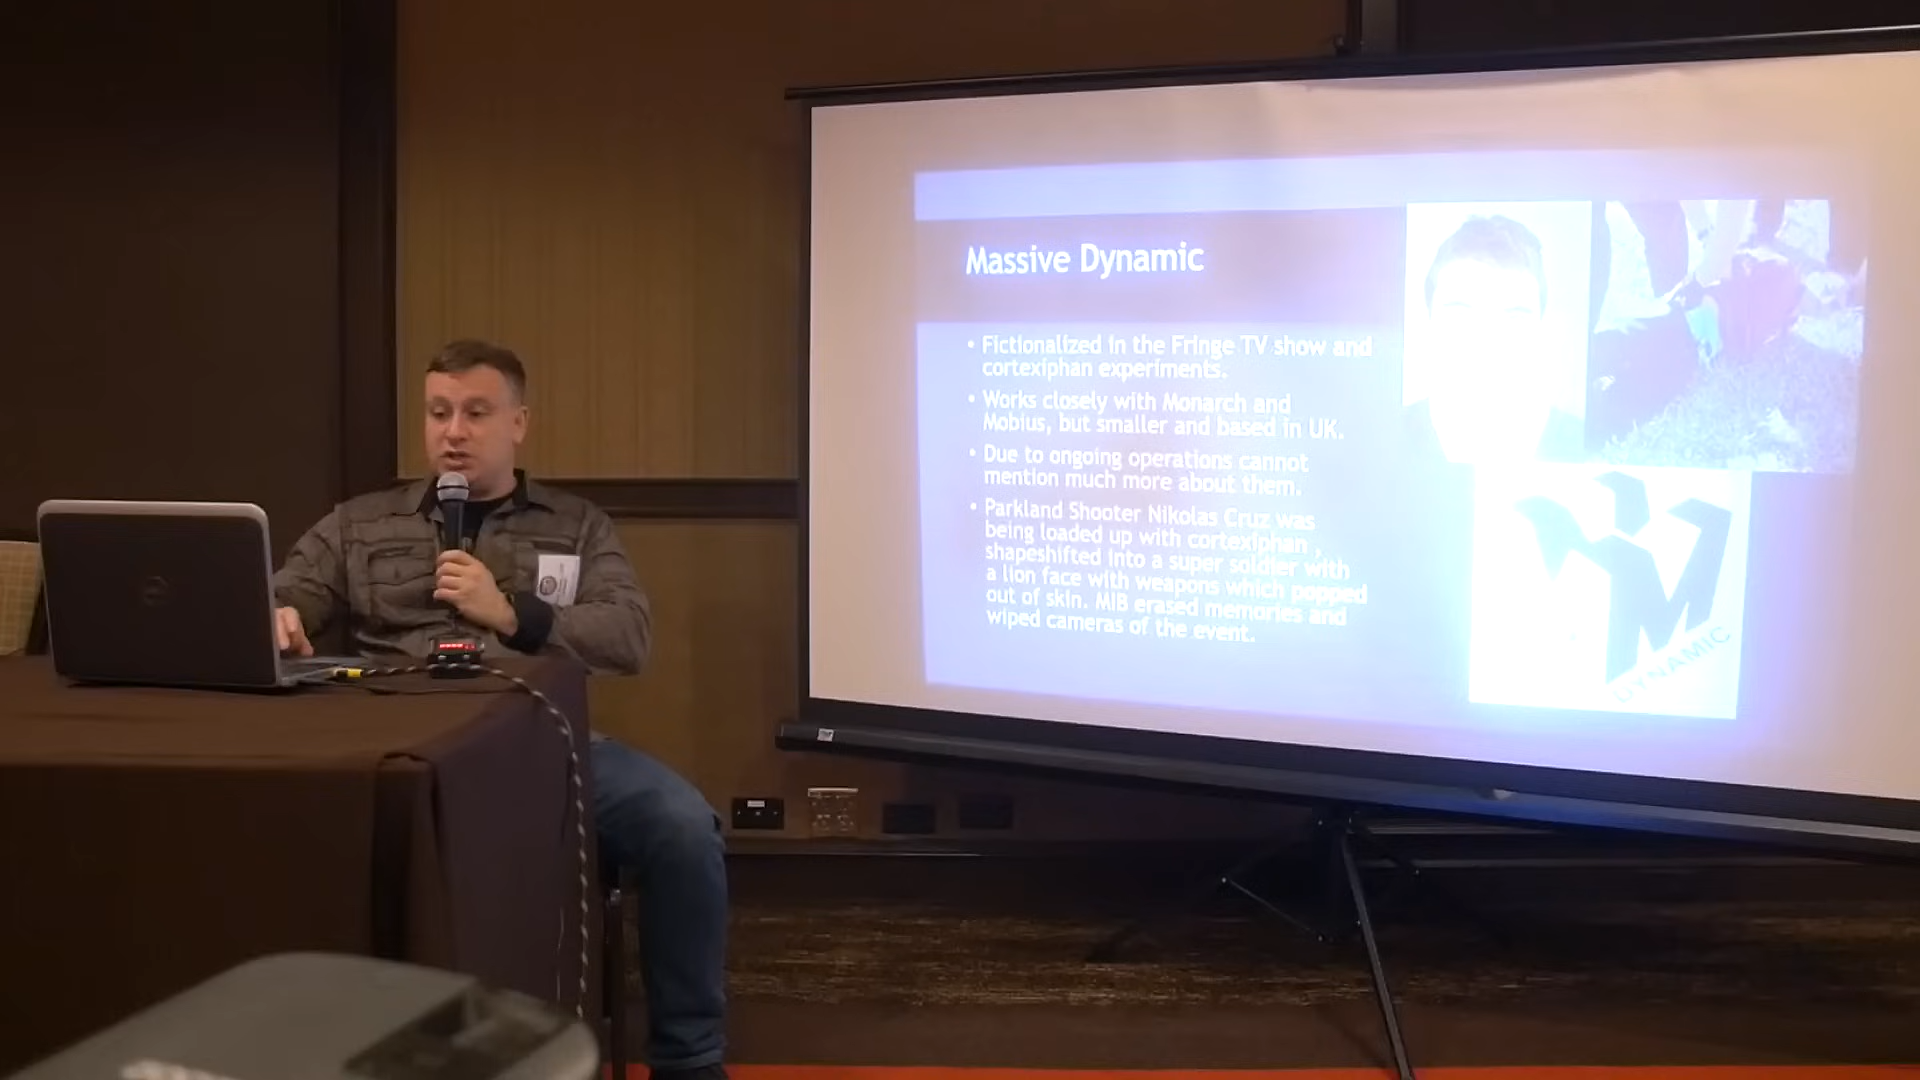 Massive Dynamic
• Fictionalized in the Fringe TV show and
cortexiphan experiments.
• Works closely with Monarch and
Mobius, but smaller and based in UK.
• Due to ongoing operations cannot
mention much more about them.
• Parkland Shooter Nikolas Cruz was
being loaded up with cortexiphan ,
shapeshifted into a super soldier with
a lion face with weapons which popped
out of skin. MIB erased memories and
wiped cameras of the event.
DYNAMIC